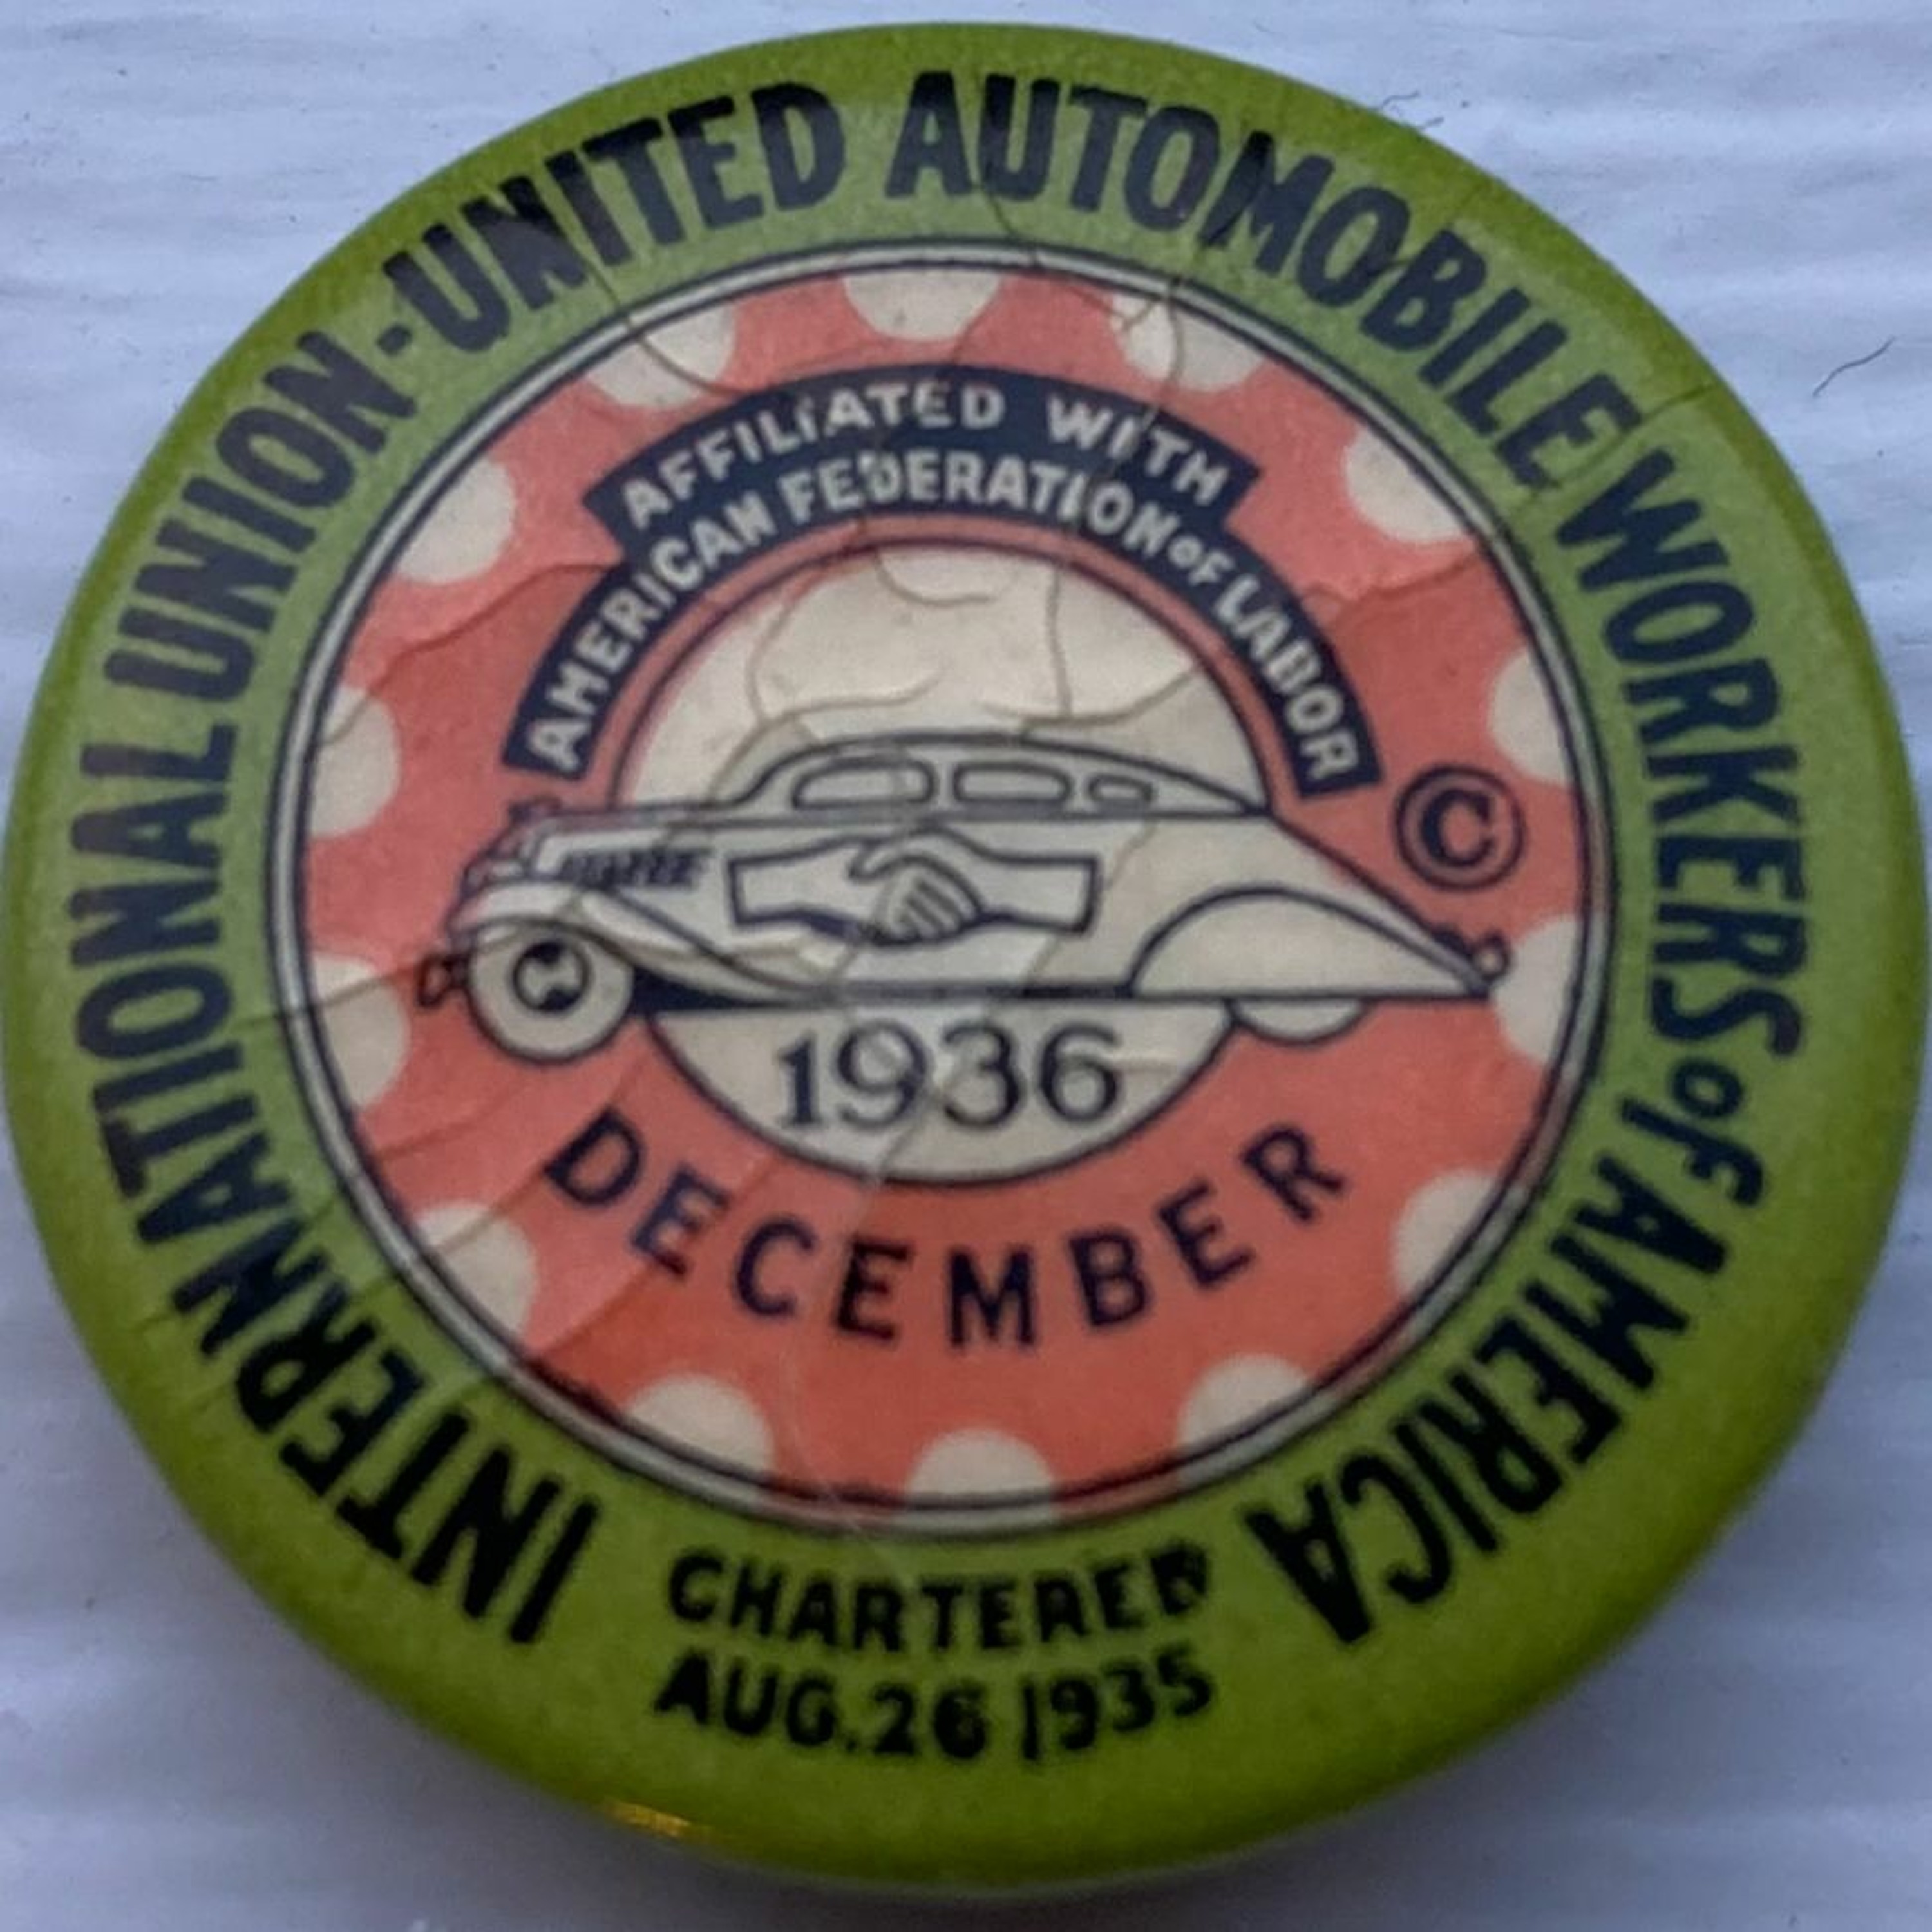 INTERNATIONAL UNION-UNITED AUTOMOBILE WORKERS OF AMERICA
AFFILIATED WITH
AMERICAN FEDERATION OF LABOR
©
1936
DECEMBER
CHARTERED
AUG.26 1935